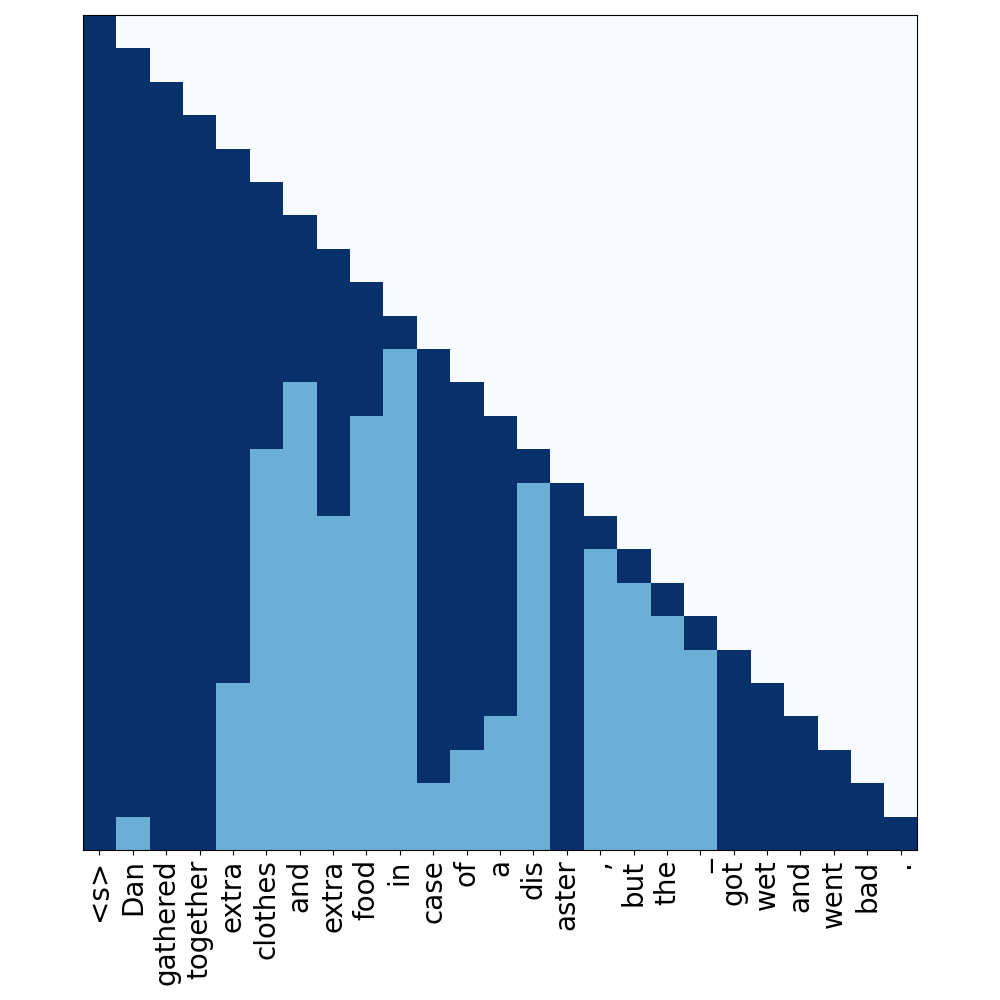 <s>
Dan
gathered
together
extra
clothes
and
extra
food
in
case
of
a
dis
aster
,
but
the
_
got
wet
and
went
bad
.